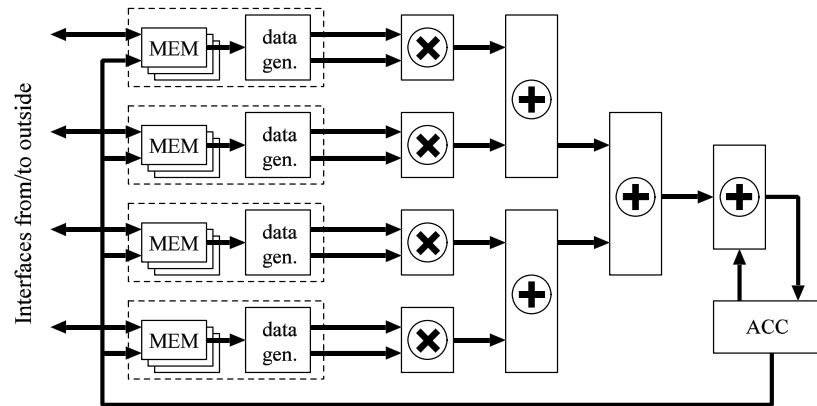 Interfaces from/to outside
MEM
data
gen.
MEM
data
gen.
MEM
data
gen.
MEM
data
gen.
ACC